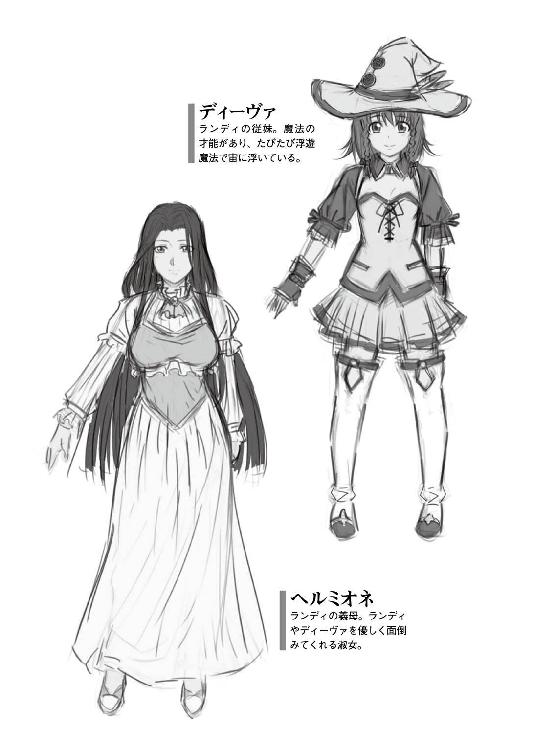 ディーヴァ
ランディの従妹。魔法の
才能があり、たびたび浮遊
魔法で宙に浮いている。
ヘルミオネ
ランディの義母。ランディ
やディーヴァを優しく面倒
みてくれる淑女。